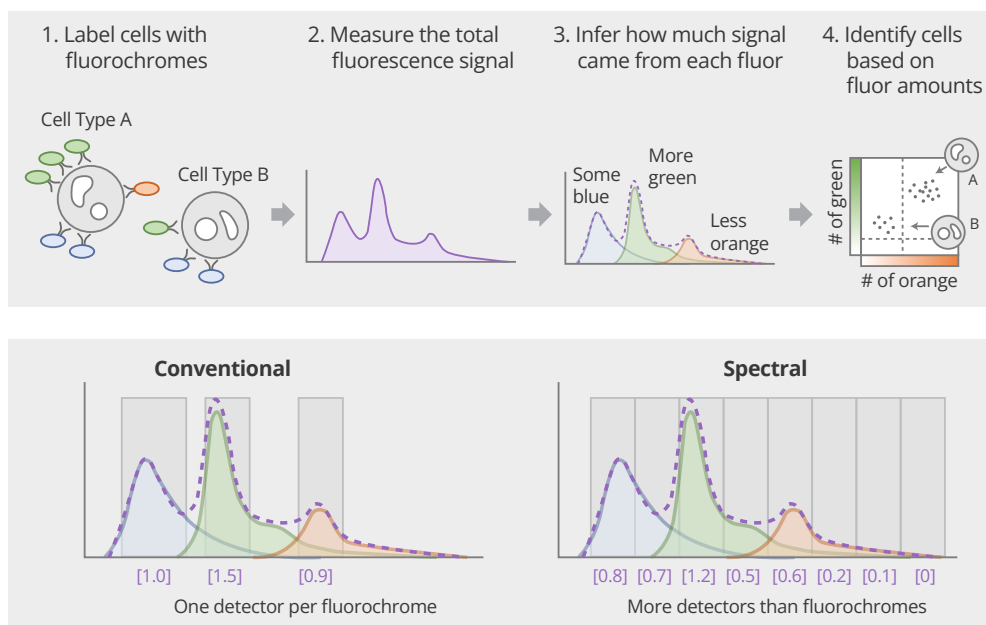 1. Label cells with
fluorochromes
2. Measure the total
fluorescence signal
3. Infer how much signal
came from each fluor
4. Identify cells
based on
fluor amounts
Cell Type A
Cell Type B
Some
blue
More
green
Less
orange
# of green
A
B
# of orange
Conventional
[1.0] [1.5] [0.9]
One detector per fluorochrome
Spectral
[0.8] [0.7] [1.2] [0.5] [0.6] [0.2] [0.1] [0]
More detectors than fluorochromes